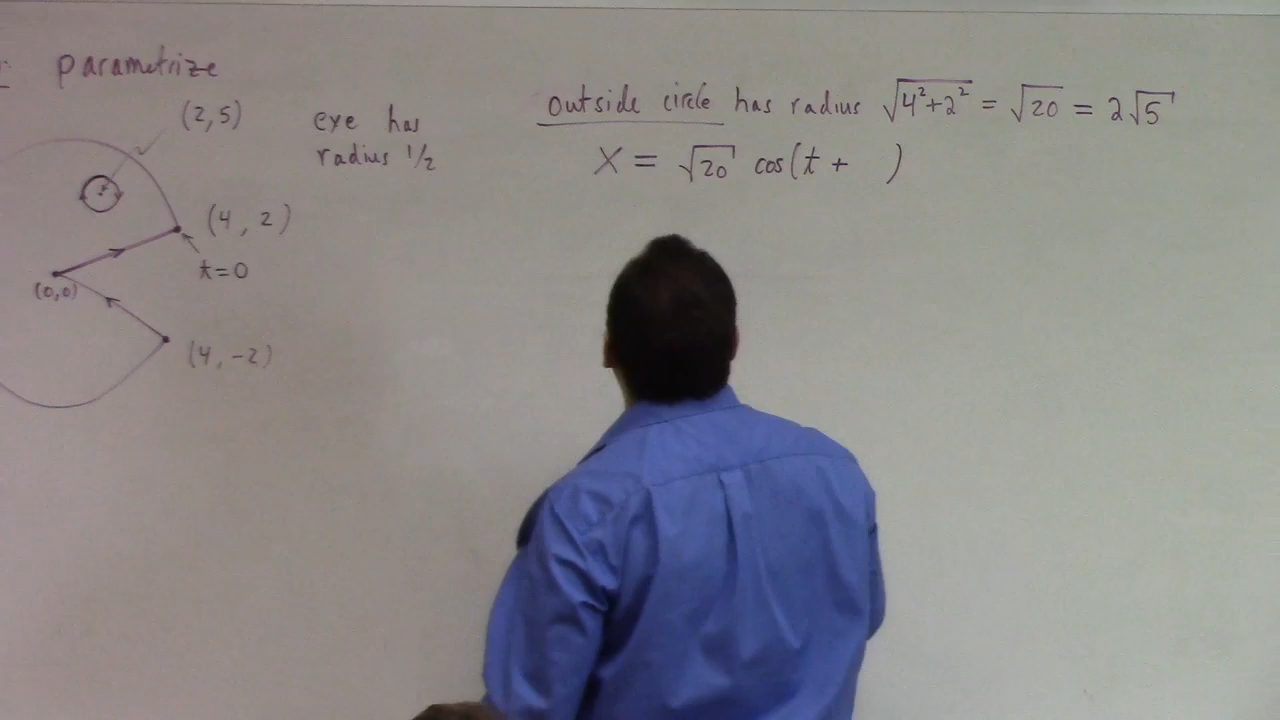 parametrize
(2,5)
eye has
radius 1/2
(4, 2)
t=0
(0,0)
(4,-2)
outside circle has radius √(4²+2²) = √20 = 2√5
X = √20 cos(t + )